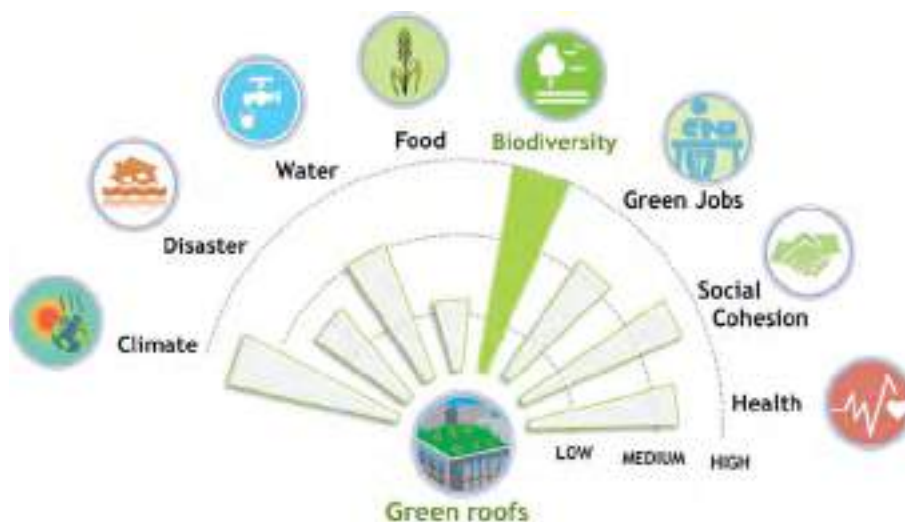 Food
Biodiversity
Water
Green Jobs
Disaster
Social
Cohesion
Climate
Health
LOW
MEDIUM
HIGH
Green roofs